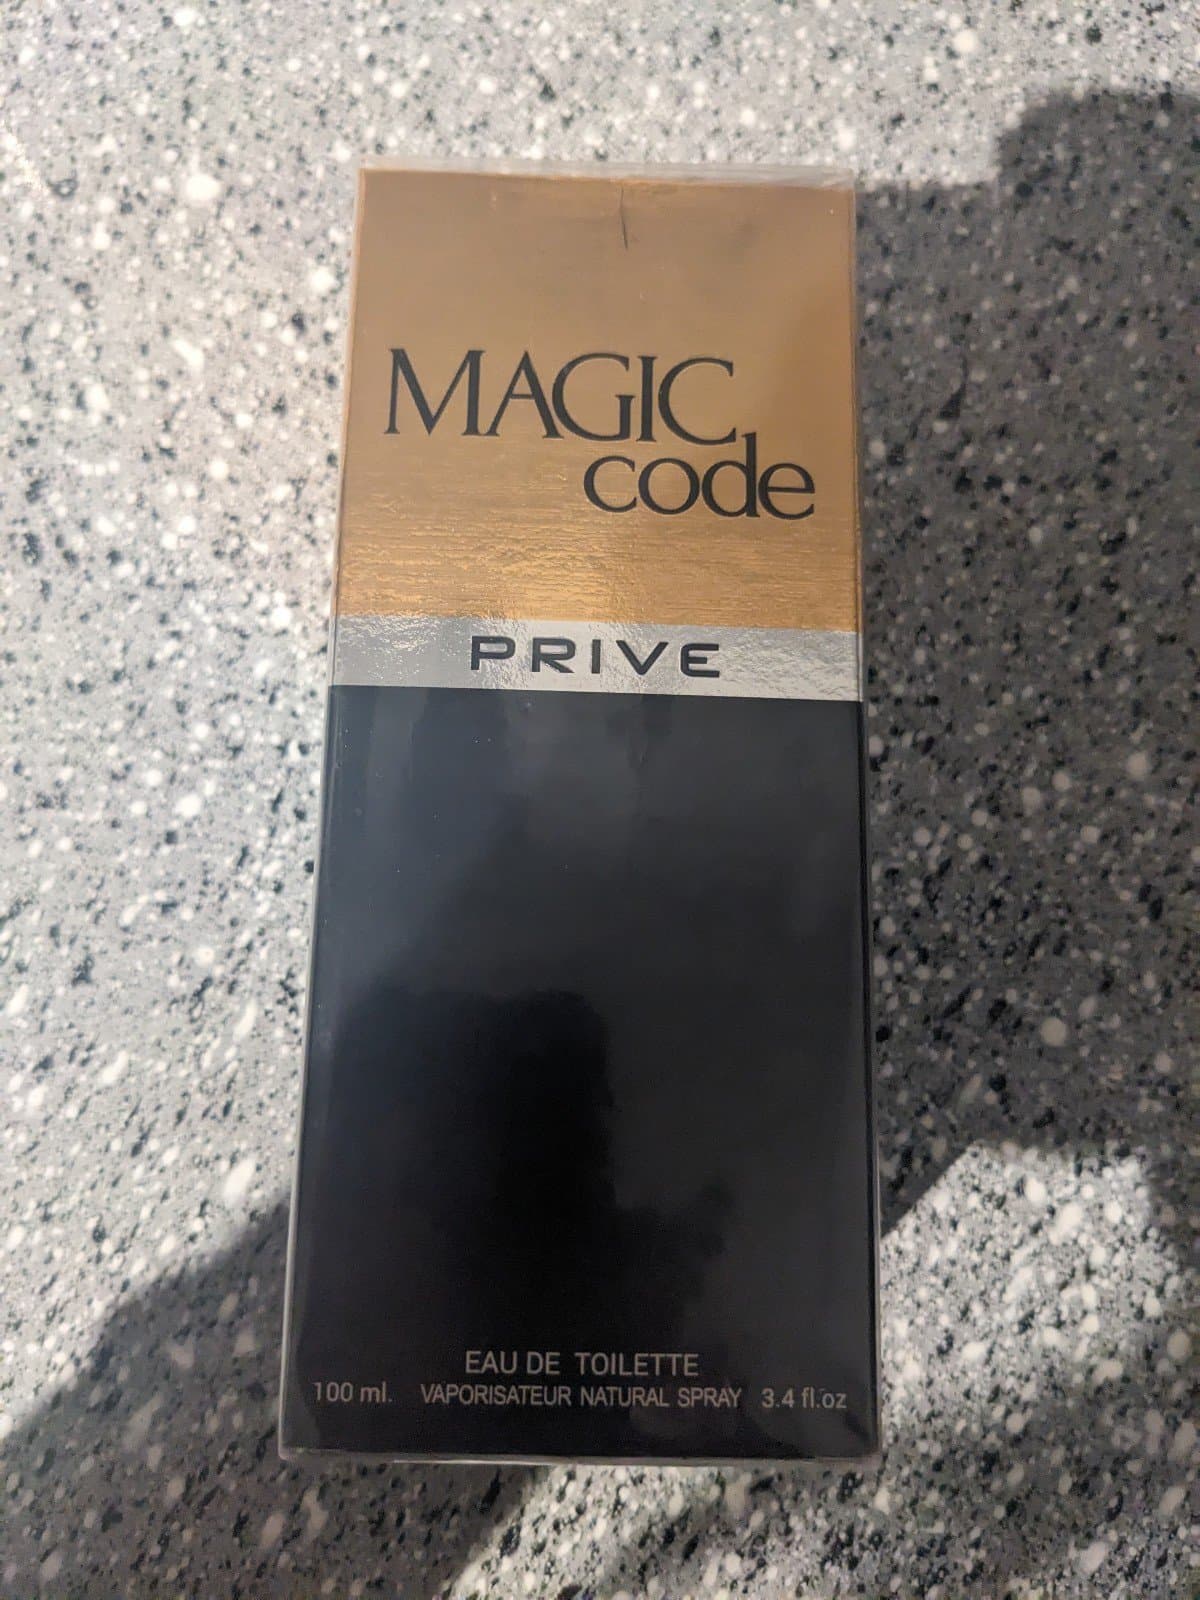 MAGIC
code
PRIVE
EAU DE TOILETTE
100 ml. VAPORISATEUR NATURAL SPRAY 3.4 fl.oz